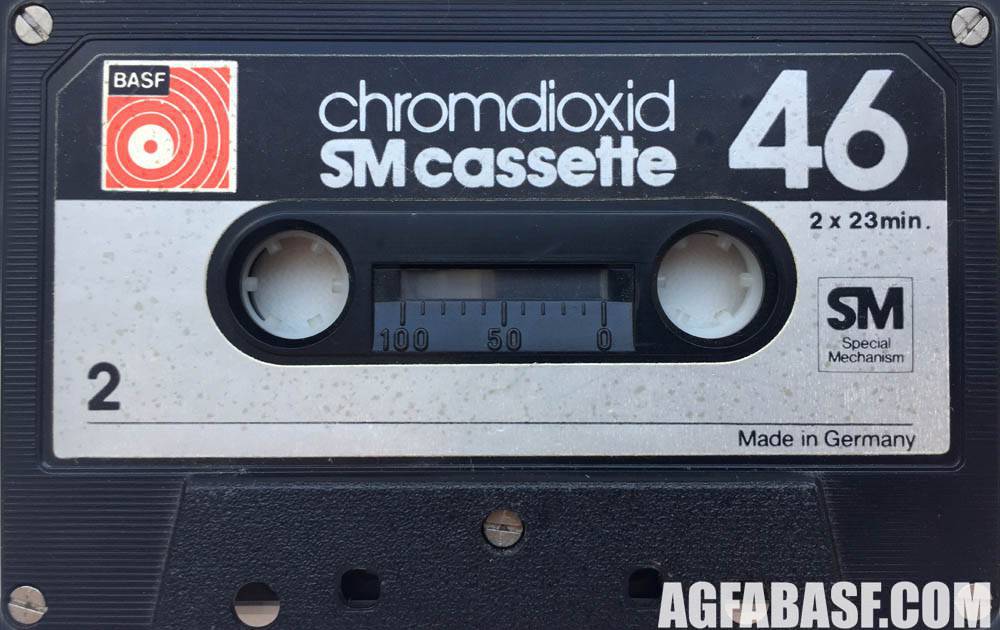 BASF
chromdioxid
SM cassette
46
2 x 23min.
100 50 0
SM
Special
Mechanism
2
Made in Germany
AGFABASF.COM